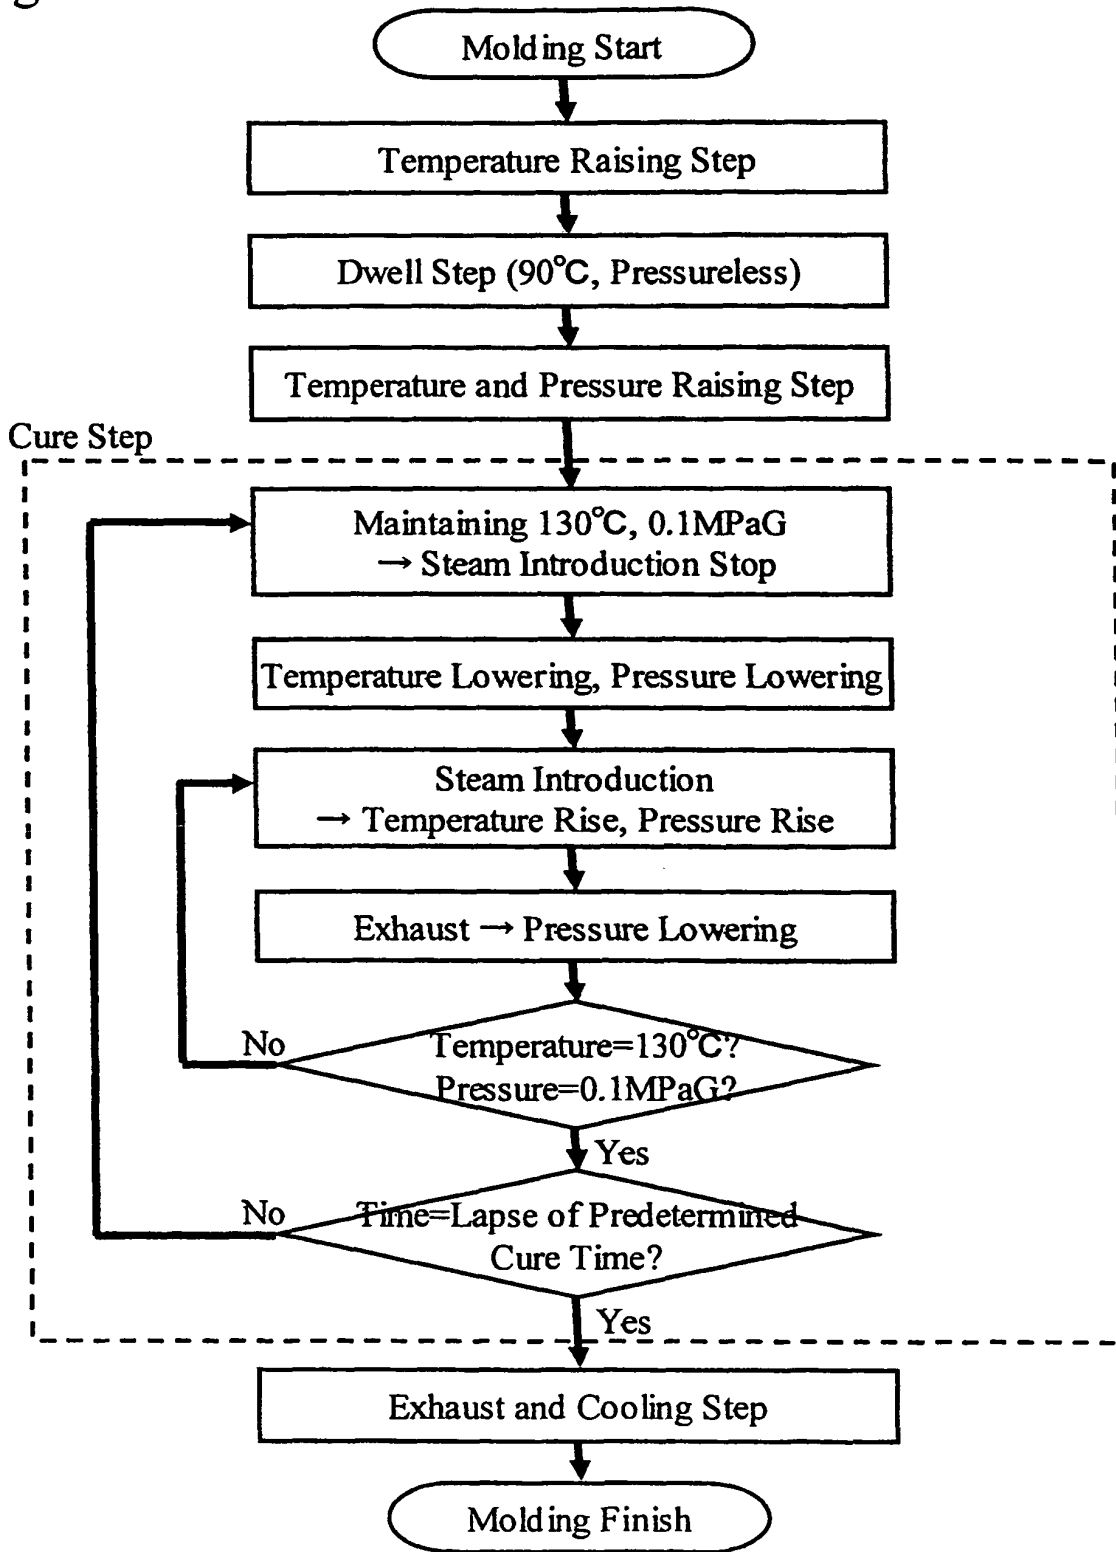 Molding Start
Temperature Raising Step
Dwell Step (90°C, Pressureless)
Temperature and Pressure Raising Step
Cure Step
Maintaining 130°C, 0.1MPaG
→ Steam Introduction Stop
Temperature Lowering, Pressure Lowering
Steam Introduction
→ Temperature Rise, Pressure Rise
Exhaust → Pressure Lowering
No
Temperature=130°C?
Pressure=0.1MPaG?
Yes
No
Time=Lapse of Predetermined
Cure Time?
Yes
Exhaust and Cooling Step
Molding Finish